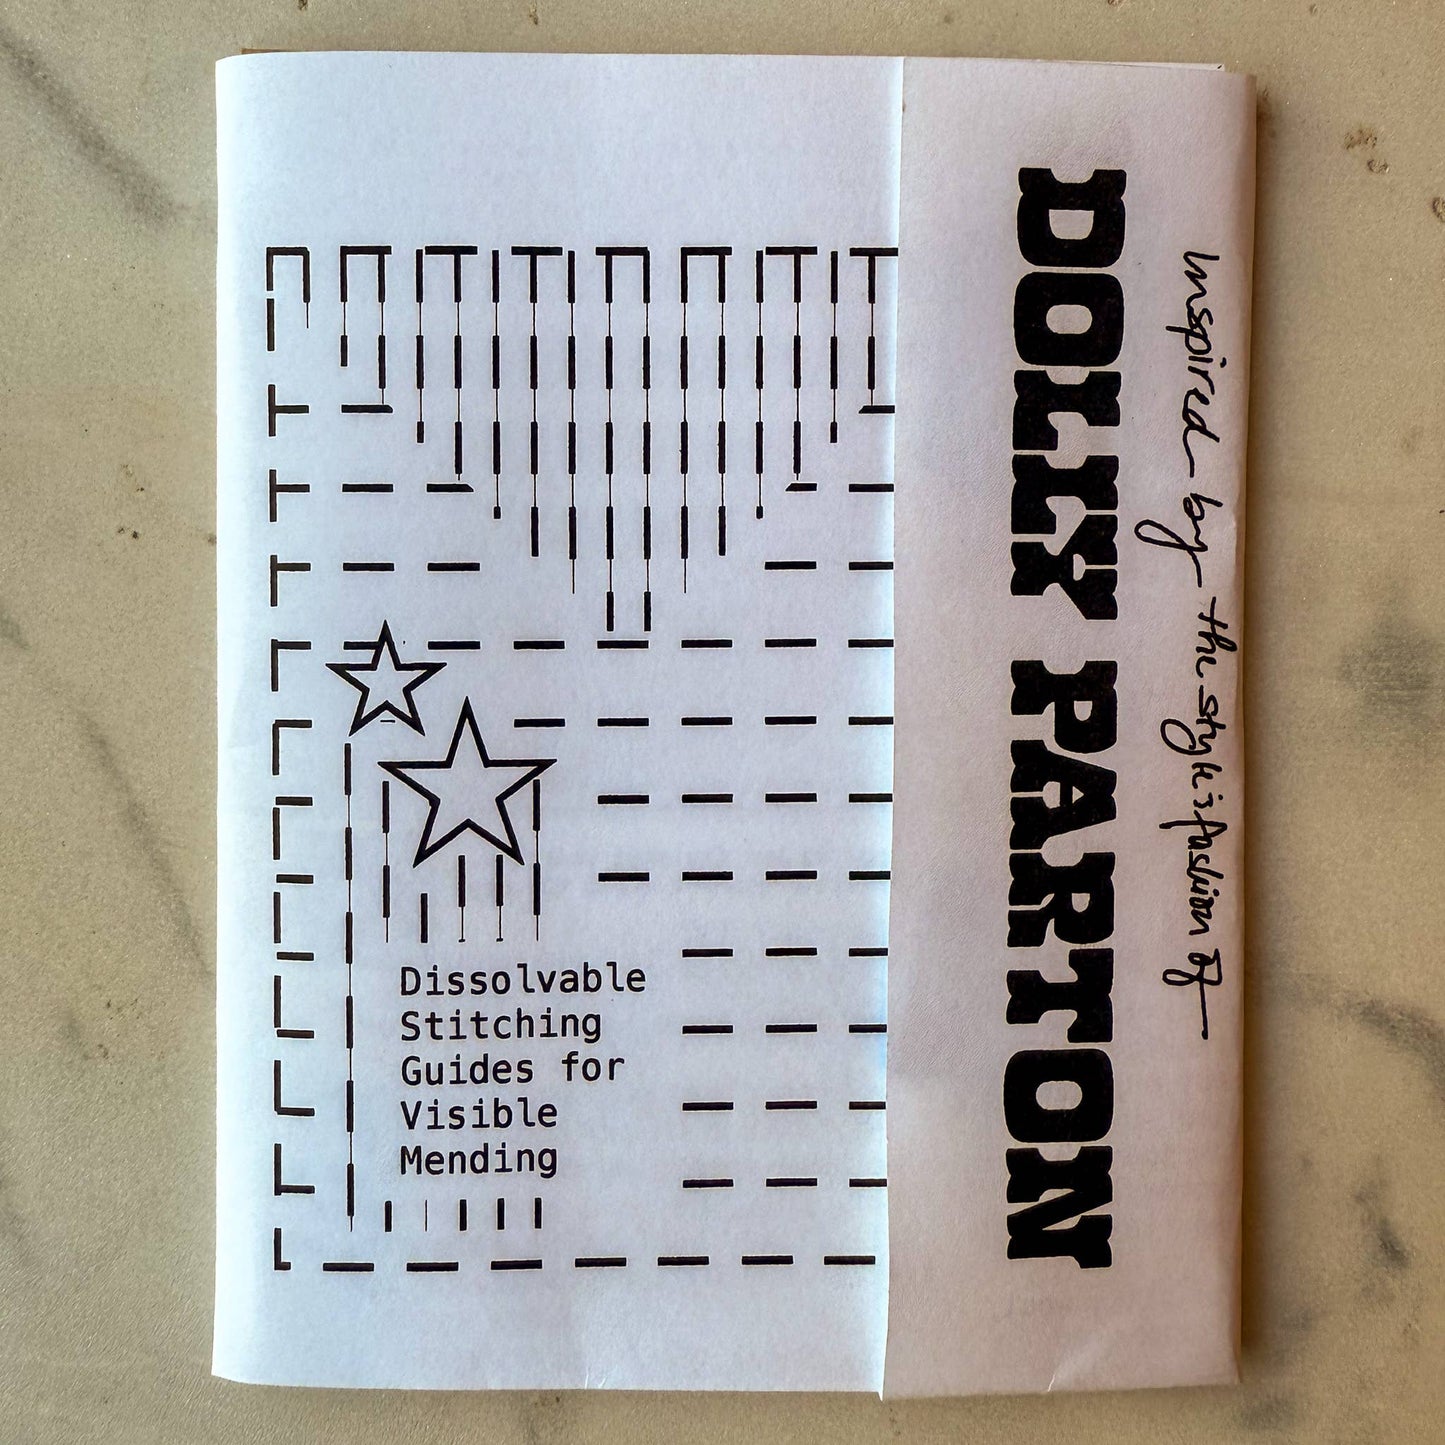 Inspired by the style & fashion of
DOLLY PARTON
Dissolvable
Stitching
Guides for
Visible
Mending